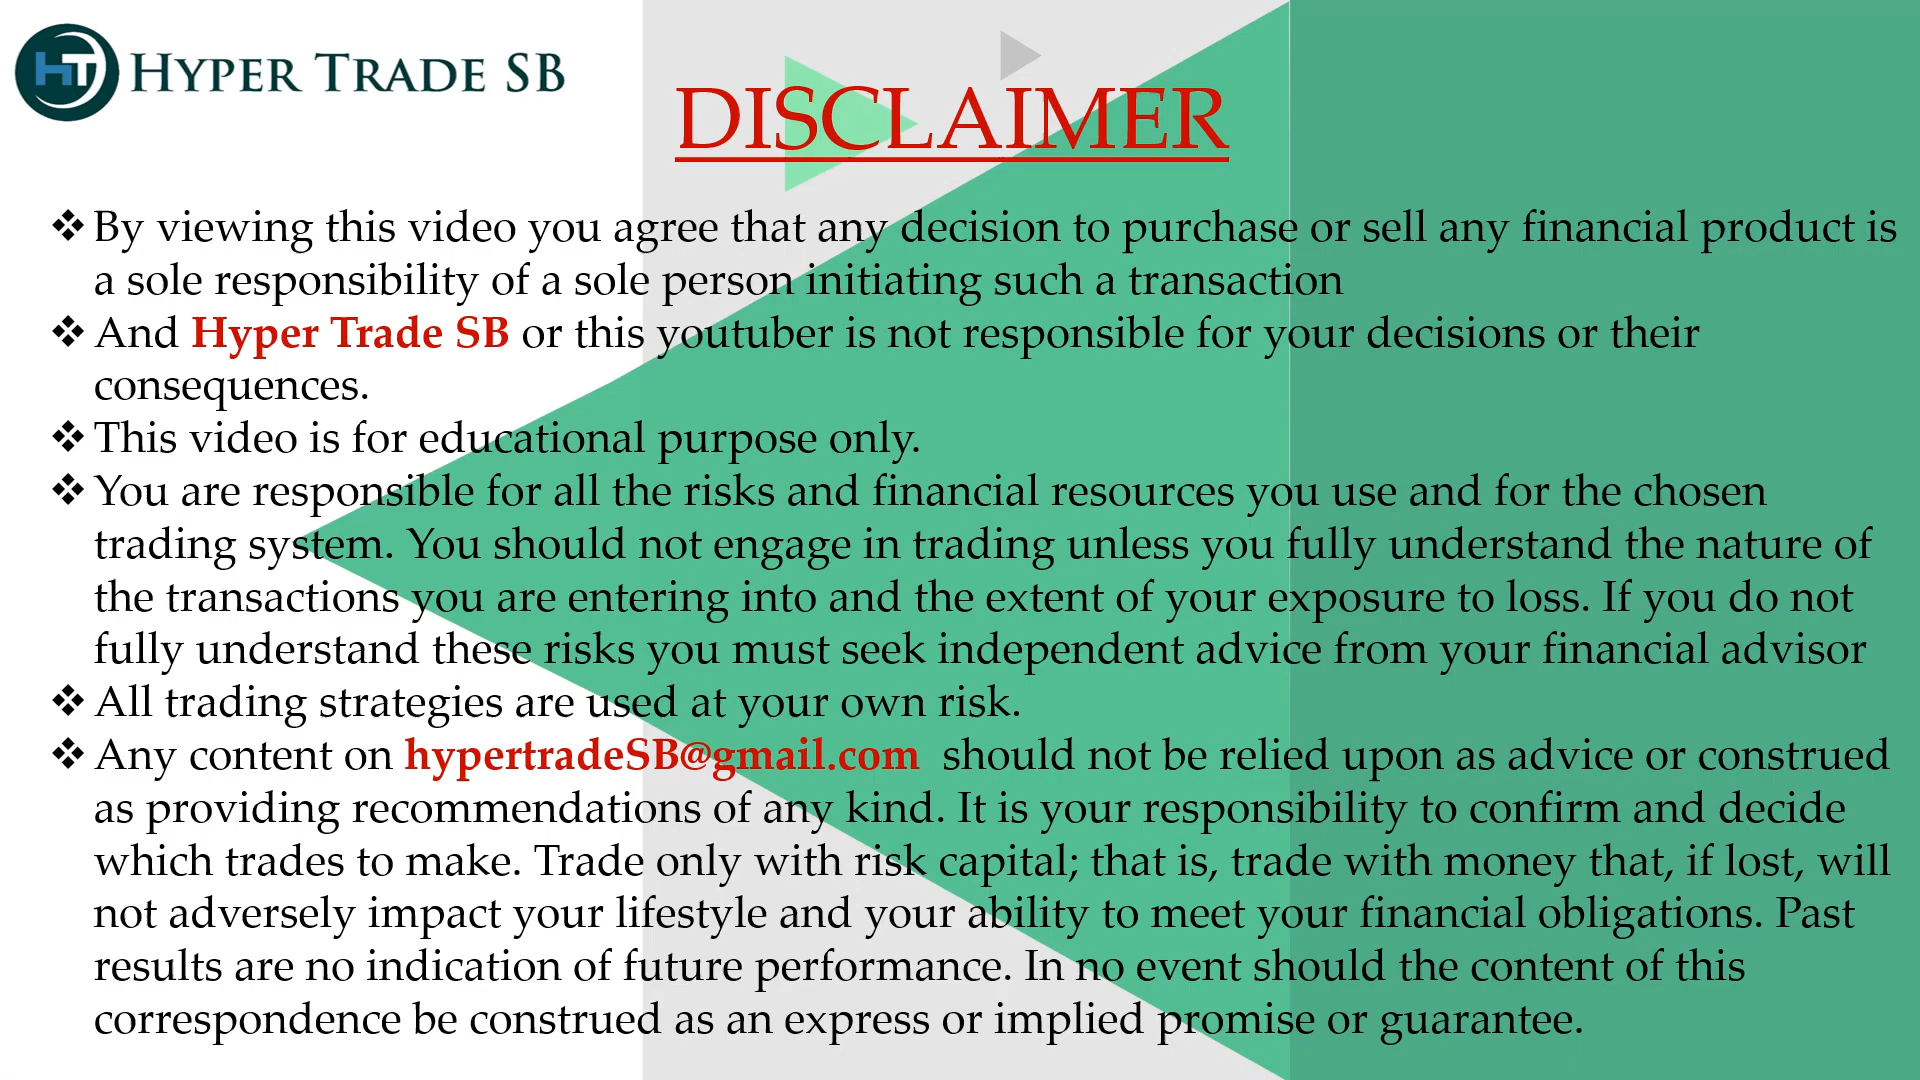 HT HYPER TRADE SB
DISCLAIMER
❖ By viewing this video you agree that any decision to purchase or sell any financial product is
a sole responsibility of a sole person initiating such a transaction
❖ And Hyper Trade SB or this youtuber is not responsible for your decisions or their
consequences.
❖ This video is for educational purpose only.
❖ You are responsible for all the risks and financial resources you use and for the chosen
trading system. You should not engage in trading unless you fully understand the nature of
the transactions you are entering into and the extent of your exposure to loss. If you do not
fully understand these risks you must seek independent advice from your financial advisor
❖ All trading strategies are used at your own risk.
❖ Any content on hypertradeSB@gmail.com should not be relied upon as advice or construed
as providing recommendations of any kind. It is your responsibility to confirm and decide
which trades to make. Trade only with risk capital; that is, trade with money that, if lost, will
not adversely impact your lifestyle and your ability to meet your financial obligations. Past
results are no indication of future performance. In no event should the content of this
correspondence be construed as an express or implied promise or guarantee.